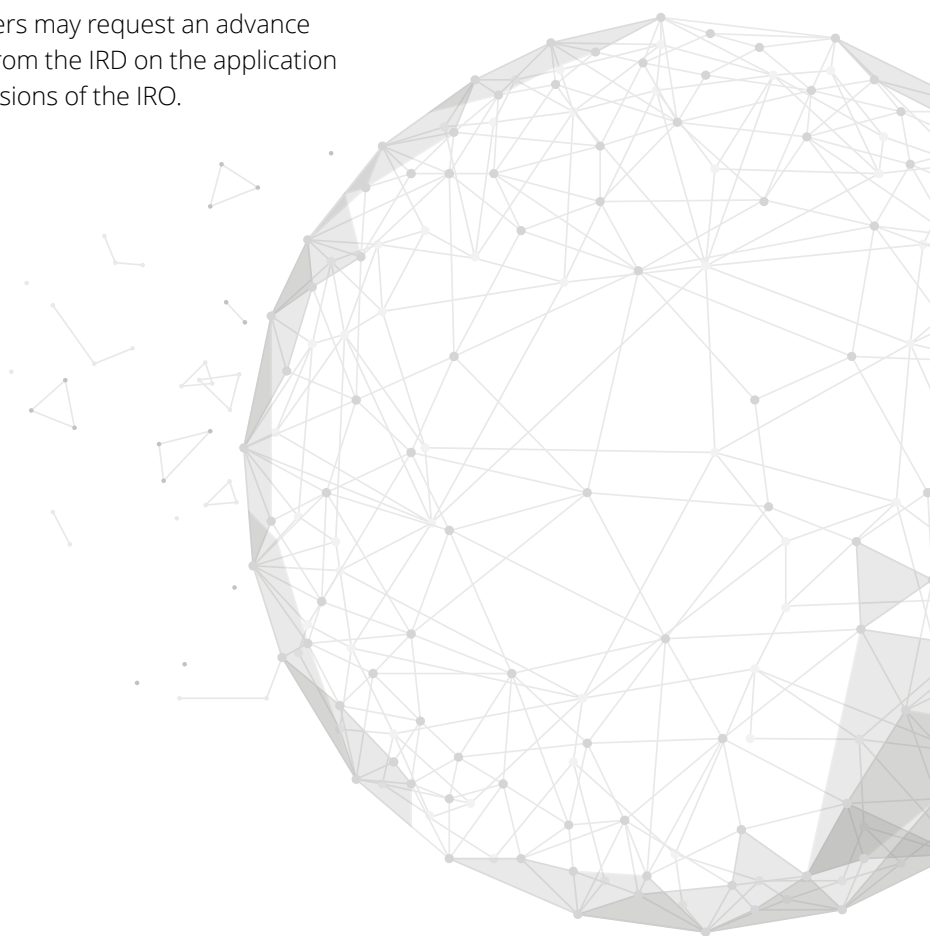 ers may request an advance
rom the IRD on the application
sions of the IRO.